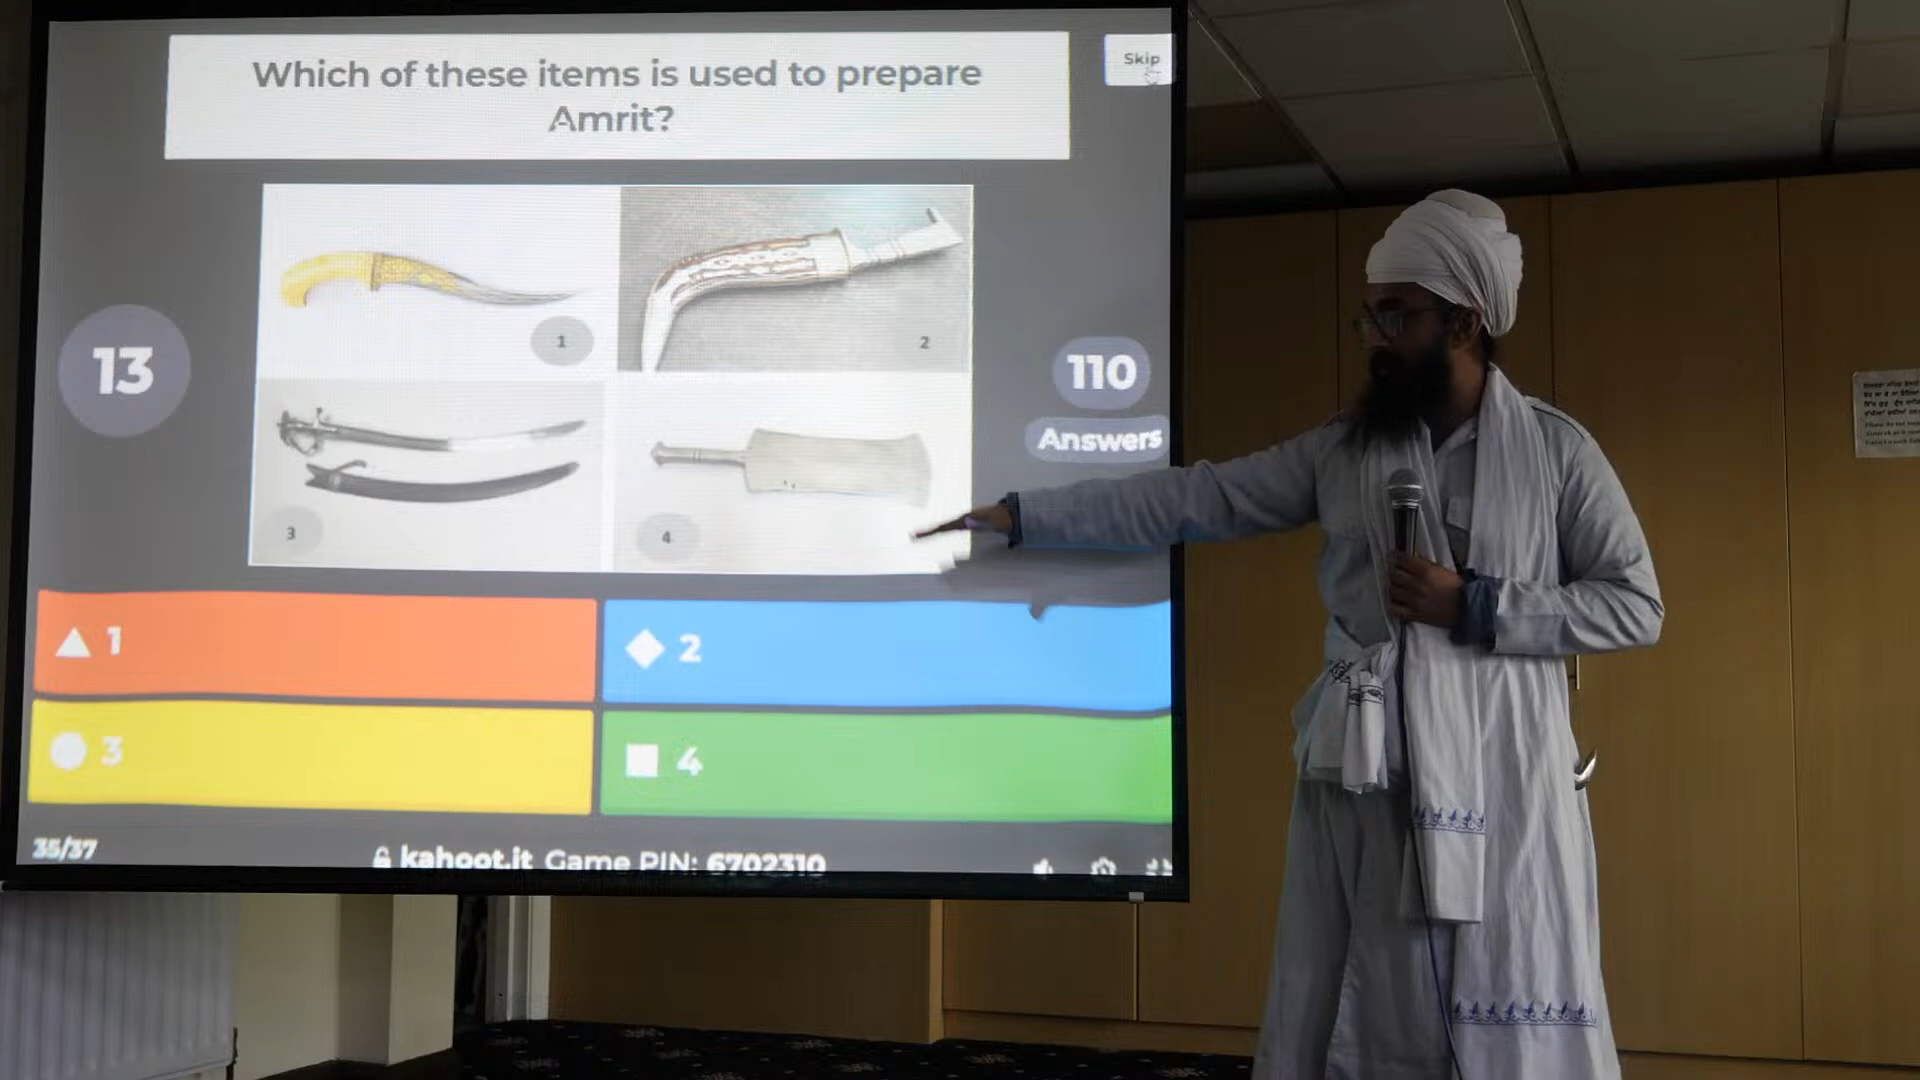 Which of these items is used to prepare
Amrit?
Skip
1
2
3
4
13
110
Answers
1
2
3
4
35/37
kahoot.it Game PIN: 6702310